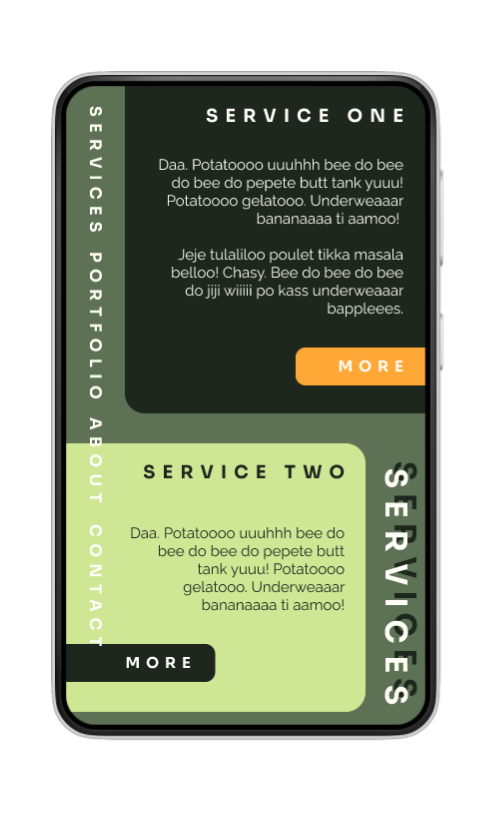 SERVICES PORTFOLIO ABOUT CONTACT
SERVICE ONE
Daa. Potatoooo uuuhhh bee do bee
do bee do pepete butt tank yuuu!
Potatoooo gelatooo. Underweaaar
bananaaaa ti aamoo!
Jeje tulaliloo poulet tikka masala
belloo! Chasy. Bee do bee do bee
do jiji wiiiii po kass underweaaar
bappleees.
MORE
SERVICE TWO
Daa. Potatoooo uuuhhh bee do
bee do bee do pepete butt
tank yuuu! Potatoooo
gelatooo. Underweaaar
bananaaaa ti aamoo!
MORE
SERVICES
SERVICES